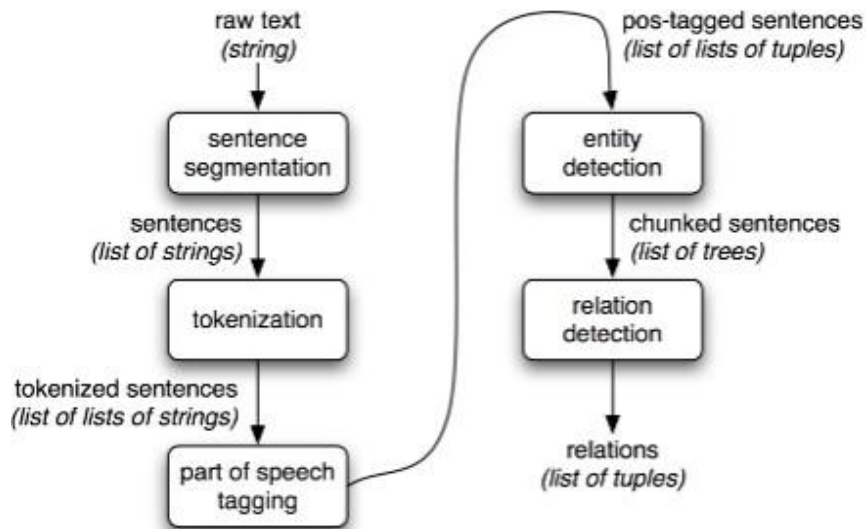 raw text
(string)
sentence
segmentation
sentences
(list of strings)
tokenization
tokenized sentences
(list of lists of strings)
part of speech
tagging
pos-tagged sentences
(list of lists of tuples)
entity
detection
chunked sentences
(list of trees)
relation
detection
relations
(list of tuples)